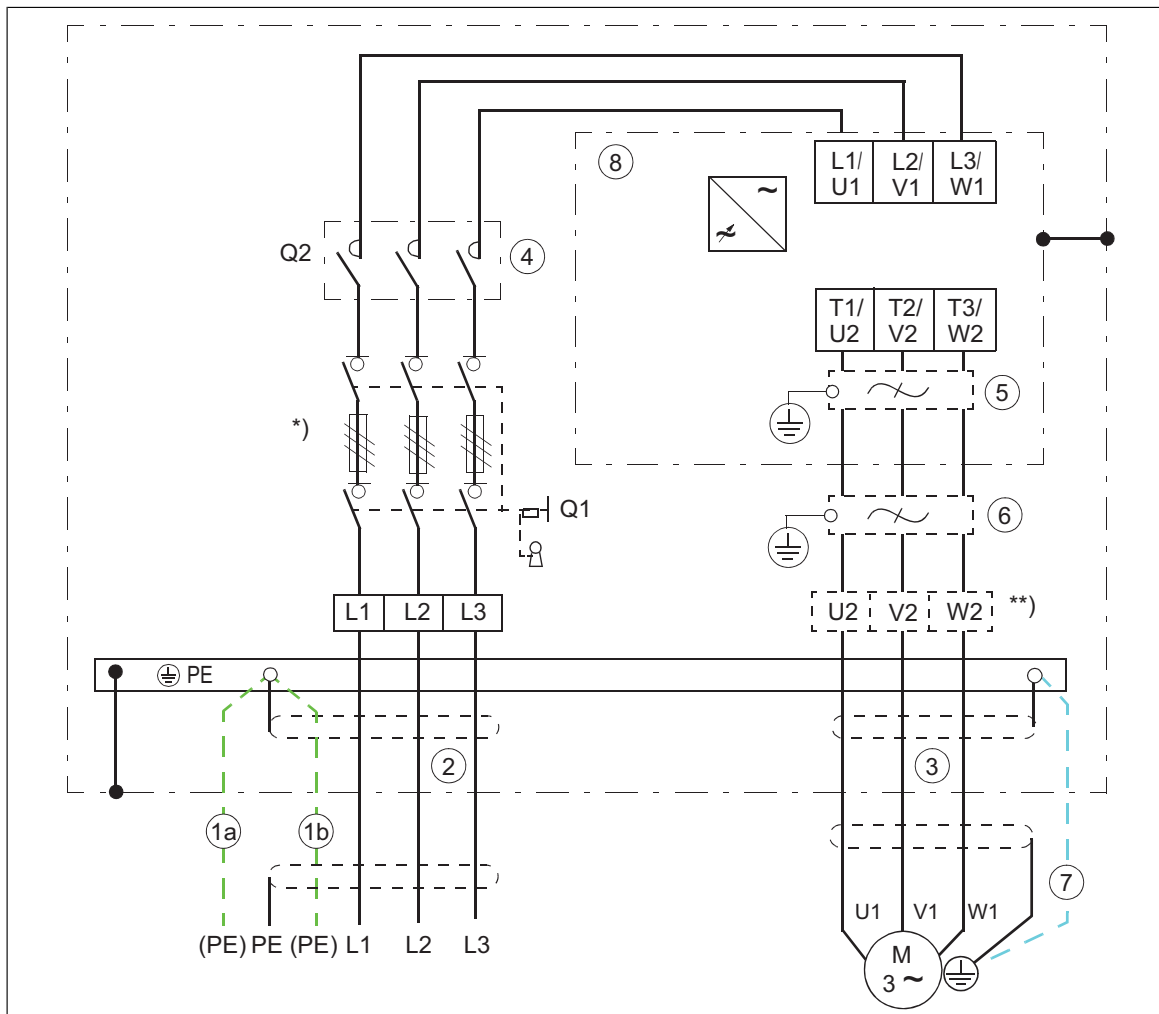 8
L1/ U1
L2/ V1
L3/ W1
~
Q2
4
T1/ U2
T2/ V2
T3/ W2
5
*)
Q1
6
L1 L2 L3
U2 V2 W2 **)
PE
2
3
1a
1b
7
U1 V1 W1
(PE) PE (PE) L1 L2 L3
M
3 ~